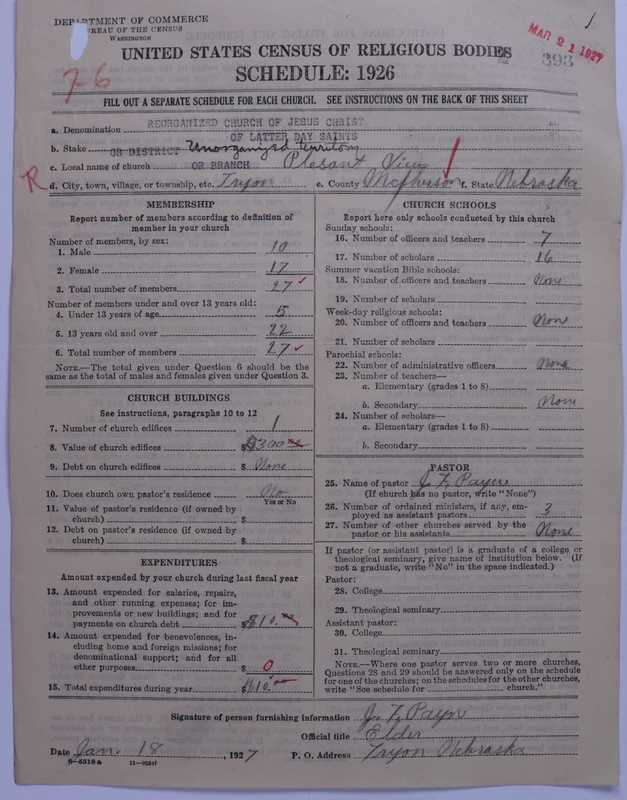 DEPARTMENT OF COMMERCE
BUREAU OF THE CENSUS
WASHINGTON
1
MAR 21 1927
UNITED STATES CENSUS OF RELIGIOUS BODIES
393
SCHEDULE: 1926
76
FILL OUT A SEPARATE SCHEDULE FOR EACH CHURCH. SEE INSTRUCTIONS ON THE BACK OF THIS SHEET
a. Denomination REORGANIZED CHURCH OF JESUS CHRIST
OF LATTER DAY SAINTS
b. Stake OR DISTRICT Unorganized territory
c. Local name of church OR BRANCH Plesant View
R d. City, town, village, or township, etc. Tryon e. County McPherson f. State Nebraska
MEMBERSHIP
Report number of members according to definition of
member in your church
Number of members, by sex:
1. Male 10
2. Female 17
3. Total number of members 27
Number of members under and over 13 years old:
4. Under 13 years of age 5
5. 13 years old and over 22
6. Total number of members 27
NOTE.—The total given under Question 6 should be
same as the total of males and females given under Question 3.
CHURCH BUILDINGS
See instructions, paragraphs 10 to 12
7. Number of church edifices 1
8. Value of church edifices $300
9. Debt on church edifices $ None
10. Does church own pastor's residence No
Yes or No
11. Value of pastor's residence (if owned by
church) $
12. Debt on pastor's residence (if owned by
church) $
EXPENDITURES
Amount expended by your church during last fiscal year
13. Amount expended for salaries, repairs,
and other running expenses; for im-
provements or new buildings; and for
payments on church debt $10.
14. Amount expended for benevolences, in-
cluding home and foreign missions; for
denominational support; and for all
other purposes $ 0
15. Total expenditures during year $10.00
CHURCH SCHOOLS
Report here only schools conducted by this church
Sunday schools:
16. Number of officers and teachers 7
17. Number of scholars 16
Summer vacation Bible schools:
18. Number of officers and teachers None
19. Number of scholars
Week-day religious schools:
20. Number of officers and teachers None
21. Number of scholars
Parochial schools:
22. Number of administrative officers None
23. Number of teachers—
a. Elementary (grades 1 to 8)
b. Secondary None
24. Number of scholars—
a. Elementary (grades 1 to 8)
b. Secondary
PASTOR
25. Name of pastor J. F. Payne
(If church has no pastor, write "None")
26. Number of ordained ministers, if any, em-
ployed as assistant pastors 3
27. Number of other churches served by the
pastor or his assistants None
If pastor (or assistant pastor) is a graduate of a college or
theological seminary, give name of institution below. (If
not a graduate, write "No" in the space indicated.)
Pastor:
28. College
29. Theological seminary
Assistant pastor:
30. College
31. Theological seminary
NOTE.—Where one pastor serves two or more churches,
Questions 28 and 29 should be answered only on the schedule
for one of the churches; on the schedules for the other churches,
write "See schedule for church."
Signature of person furnishing information J. F. Payne
Official title Elder
Date Jan. 18, 1927 P. O. Address Tryon Nebraska